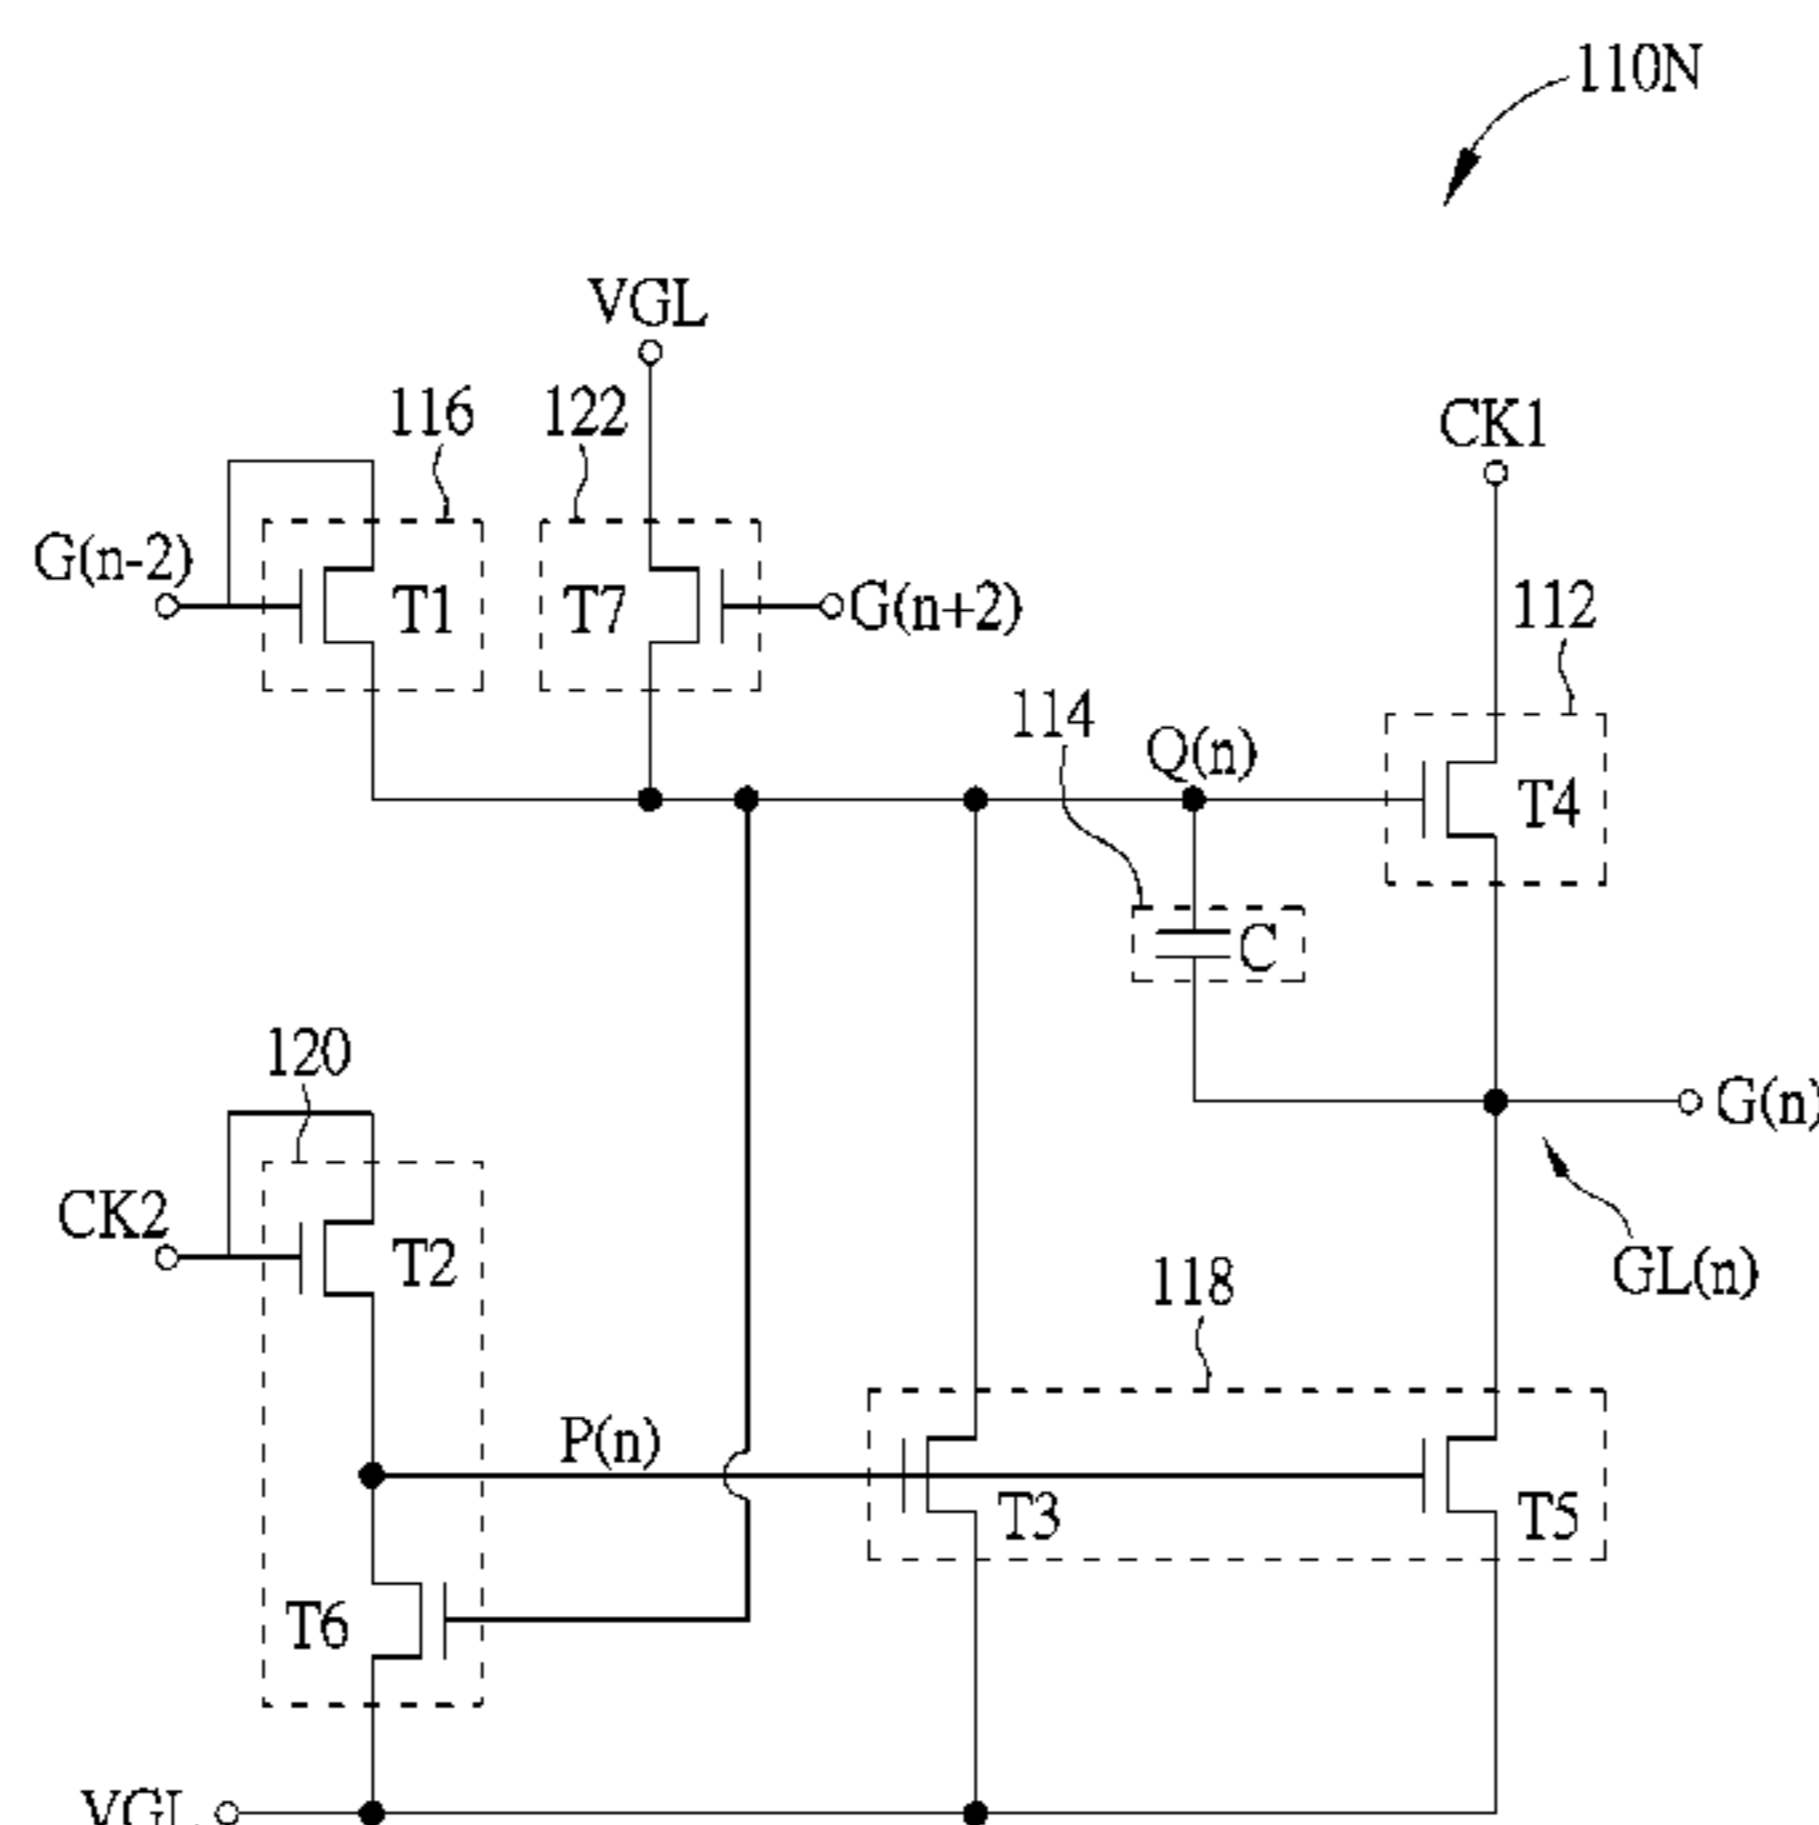 110N
VGL
116
122
CK1
G(n-2)
T1
T7
G(n+2)
112
114
Q(n)
T4
C
120
G(n)
CK2
T2
118
GL(n)
P(n)
T3
T5
T6
VGL